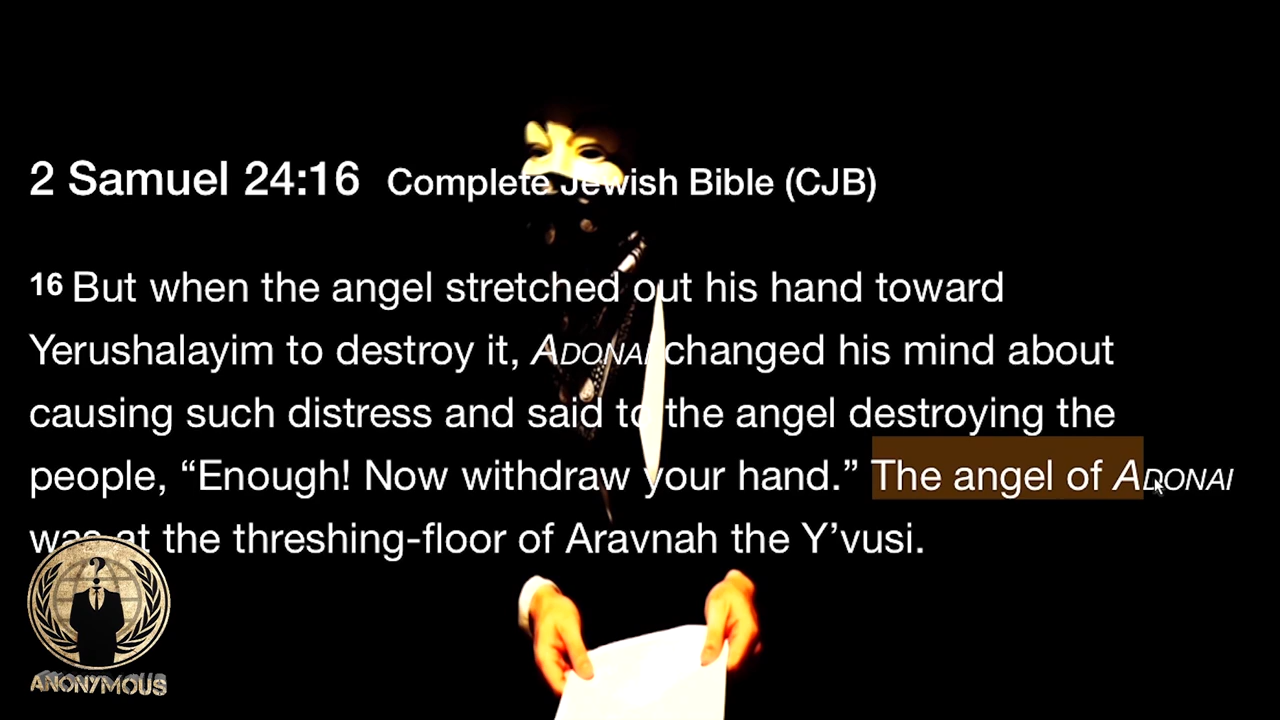 2 Samuel 24:16 Complete Jewish Bible (CJB)
16 But when the angel stretched out his hand toward
Yerushalayim to destroy it, ADONAI changed his mind about
causing such distress and said to the angel destroying the
people, “Enough! Now withdraw your hand.” The angel of ADONAI
was at the threshing-floor of Aravnah the Y’vusi.
?
ANONYMOUS